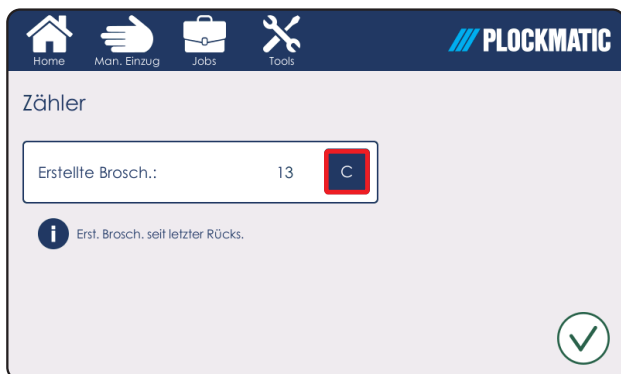 Home Man. Einzug Jobs Tools PLOCKMATIC
Zähler
Erstellte Brosch.: 13 C
i Erst. Brosch. seit letzter Rücks.